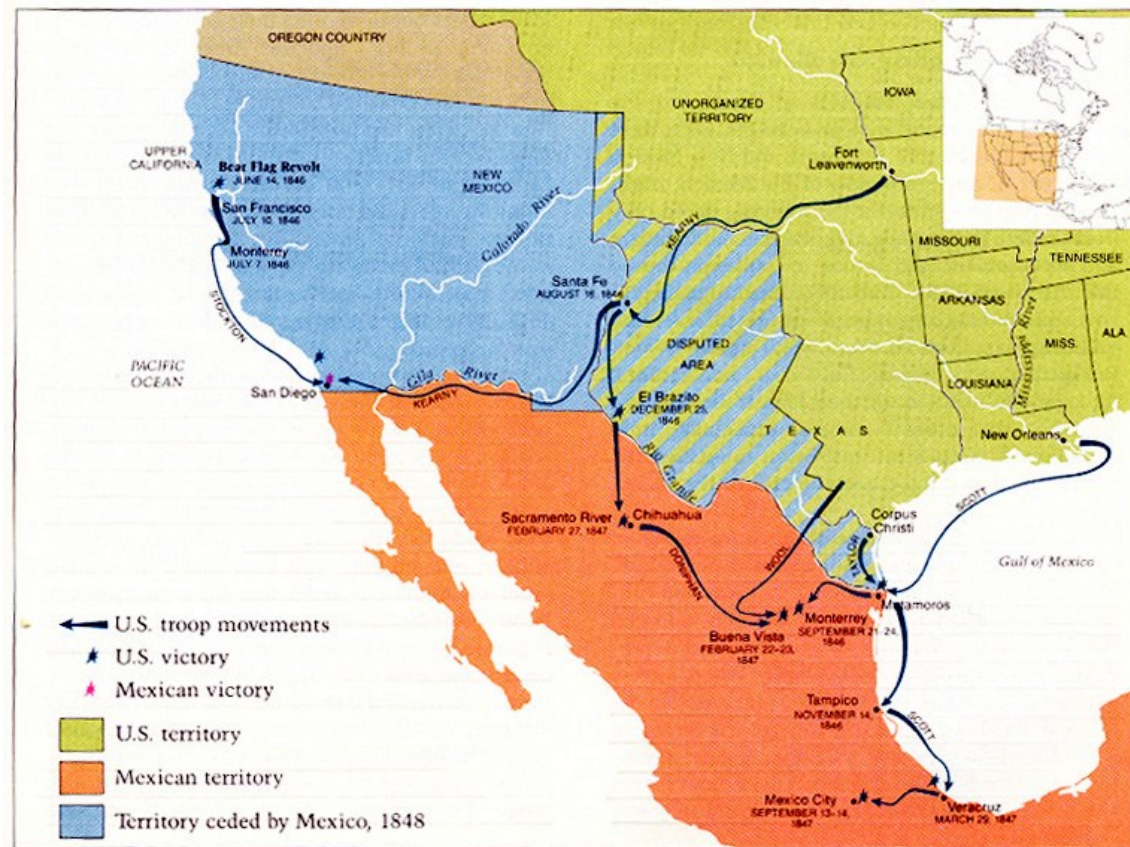 OREGON COUNTRY
UNORGANIZED
TERRITORY
IOWA
UPPER
CALIFORNIA
Bear Flag Revolt
JUNE 14, 1846
NEW
MEXICO
Fort
Leavenworth
San Francisco
JULY 10, 1846
Colorado River
KEARNY
Monterey
JULY 7, 1846
MISSOURI
TENNESSEE
Santa Fe
AUGUST 16, 1846
ARKANSAS
Mississippi River
STOCKTON
DISPUTED
AREA
MISS.
ALA
PACIFIC
OCEAN
Gila River
LOUISIANA
San Diego
KEARNY
El Brazito
DECEMBER 25,
1846
TEXAS
New Orleans
Rio Grande
SCOTT
Sacramento River
FEBRUARY 27, 1847
Chihuahua
Corpus
Christi
DONIPHAN
WOOL
TAYLOR
Gulf of Mexico
Matamoros
Monterrey
SEPTEMBER 21–24,
1846
Buena Vista
FEBRUARY 22–23,
1847
Tampico
NOVEMBER 14,
1846
SCOTT
Mexico City
SEPTEMBER 13–14,
1847
Veracruz
MARCH 29, 1847
U.S. troop movements
U.S. victory
Mexican victory
U.S. territory
Mexican territory
Territory ceded by Mexico, 1848